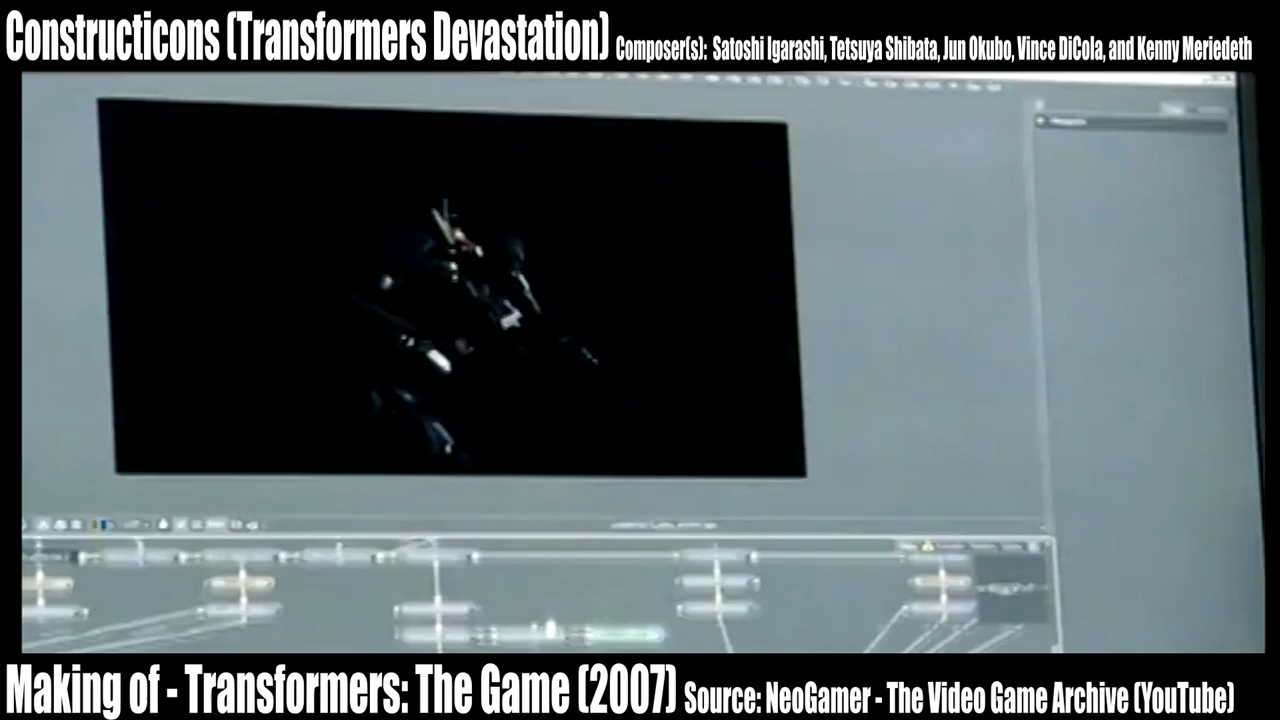 Constructicons (Transformers Devastation) Composer(s): Satoshi Igarashi, Tetsuya Shibata, Jun Okubo, Vince DiCola, and Kenny Meriedeth
Making of - Transformers: The Game (2007) Source: NeoGamer - The Video Game Archive (YouTube)